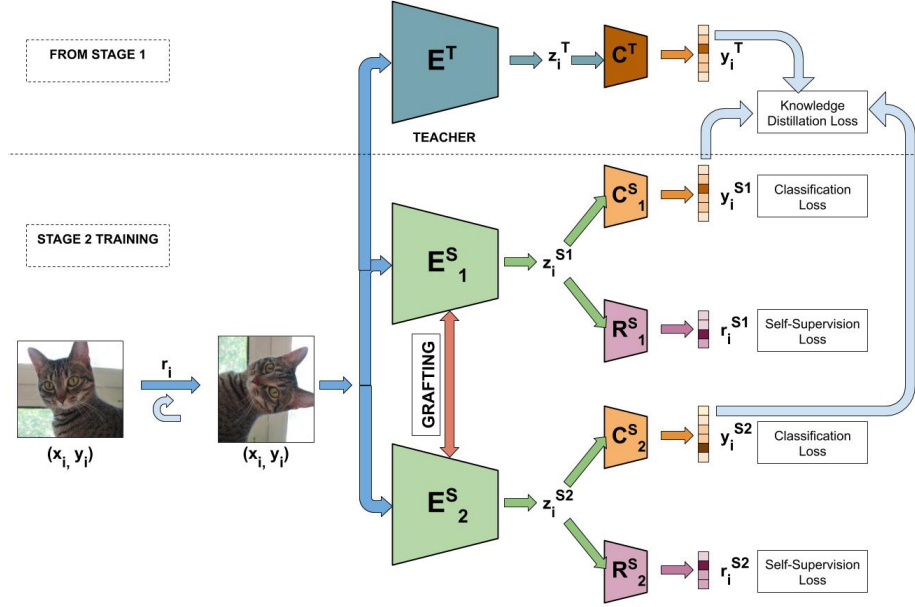 FROM STAGE 1
E^T
z_i^T
C^T
y_i^T
Knowledge
Distillation Loss
TEACHER
STAGE 2 TRAINING
E^S_1
z_i^S1
C^S_1
y_i^S1
Classification
Loss
R^S_1
r_i^S1
Self-Supervision
Loss
r_i
(x_i, y_i)
(x_i, y_i)
GRAFTING
E^S_2
z_i^S2
C^S_2
y_i^S2
Classification
Loss
R^S_2
r_i^S2
Self-Supervision
Loss